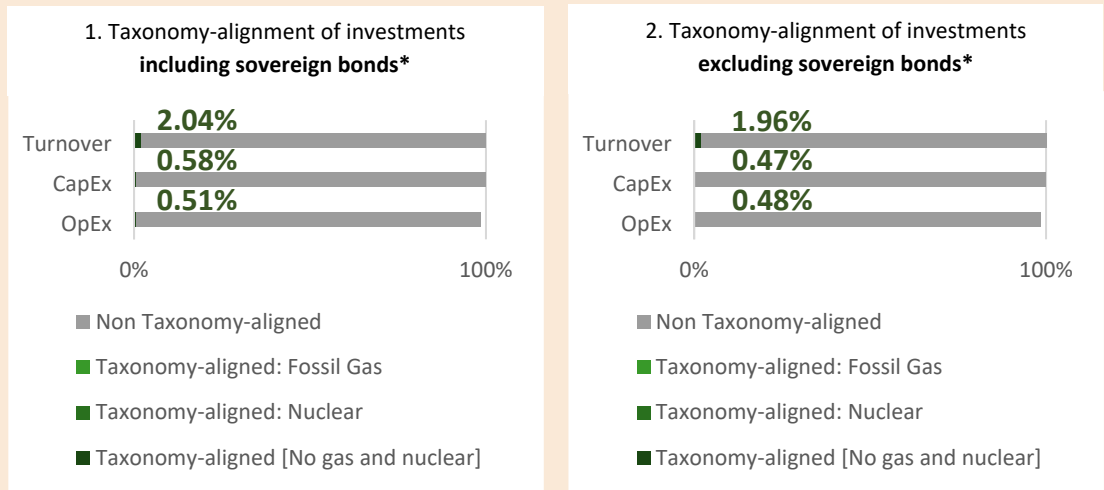 1. Taxonomy-alignment of investments
including sovereign bonds*
2.04%
Turnover
0.58%
CapEx
0.51%
OpEx
0% 100%
Non Taxonomy-aligned
Taxonomy-aligned: Fossil Gas
Taxonomy-aligned: Nuclear
Taxonomy-aligned [No gas and nuclear]
2. Taxonomy-alignment of investments
excluding sovereign bonds*
1.96%
Turnover
0.47%
CapEx
0.48%
OpEx
0% 100%
Non Taxonomy-aligned
Taxonomy-aligned: Fossil Gas
Taxonomy-aligned: Nuclear
Taxonomy-aligned [No gas and nuclear]